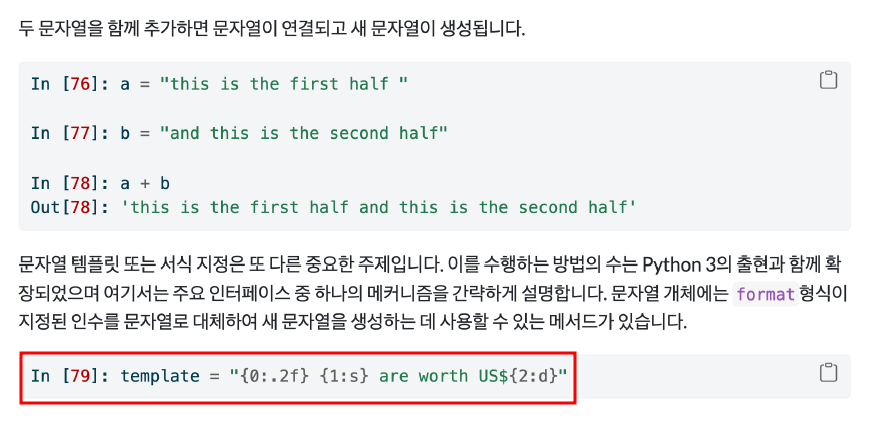 두 문자열을 함께 추가하면 문자열이 연결되고 새 문자열이 생성됩니다.
In [76]: a = "this is the first half "
In [77]: b = "and this is the second half"
In [78]: a + b
Out[78]: 'this is the first half and this is the second half'
문자열 템플릿 또는 서식 지정은 또 다른 중요한 주제입니다. 이를 수행하는 방법의 수는 Python 3의 출현과 함께 확
장되었으며 여기서는 주요 인터페이스 중 하나의 메커니즘을 간략하게 설명합니다. 문자열 개체에는 format 형식이
지정된 인수를 문자열로 대체하여 새 문자열을 생성하는 데 사용할 수 있는 메서드가 있습니다.
In [79]: template = "{0:.2f} {1:s} are worth US${2:d}"